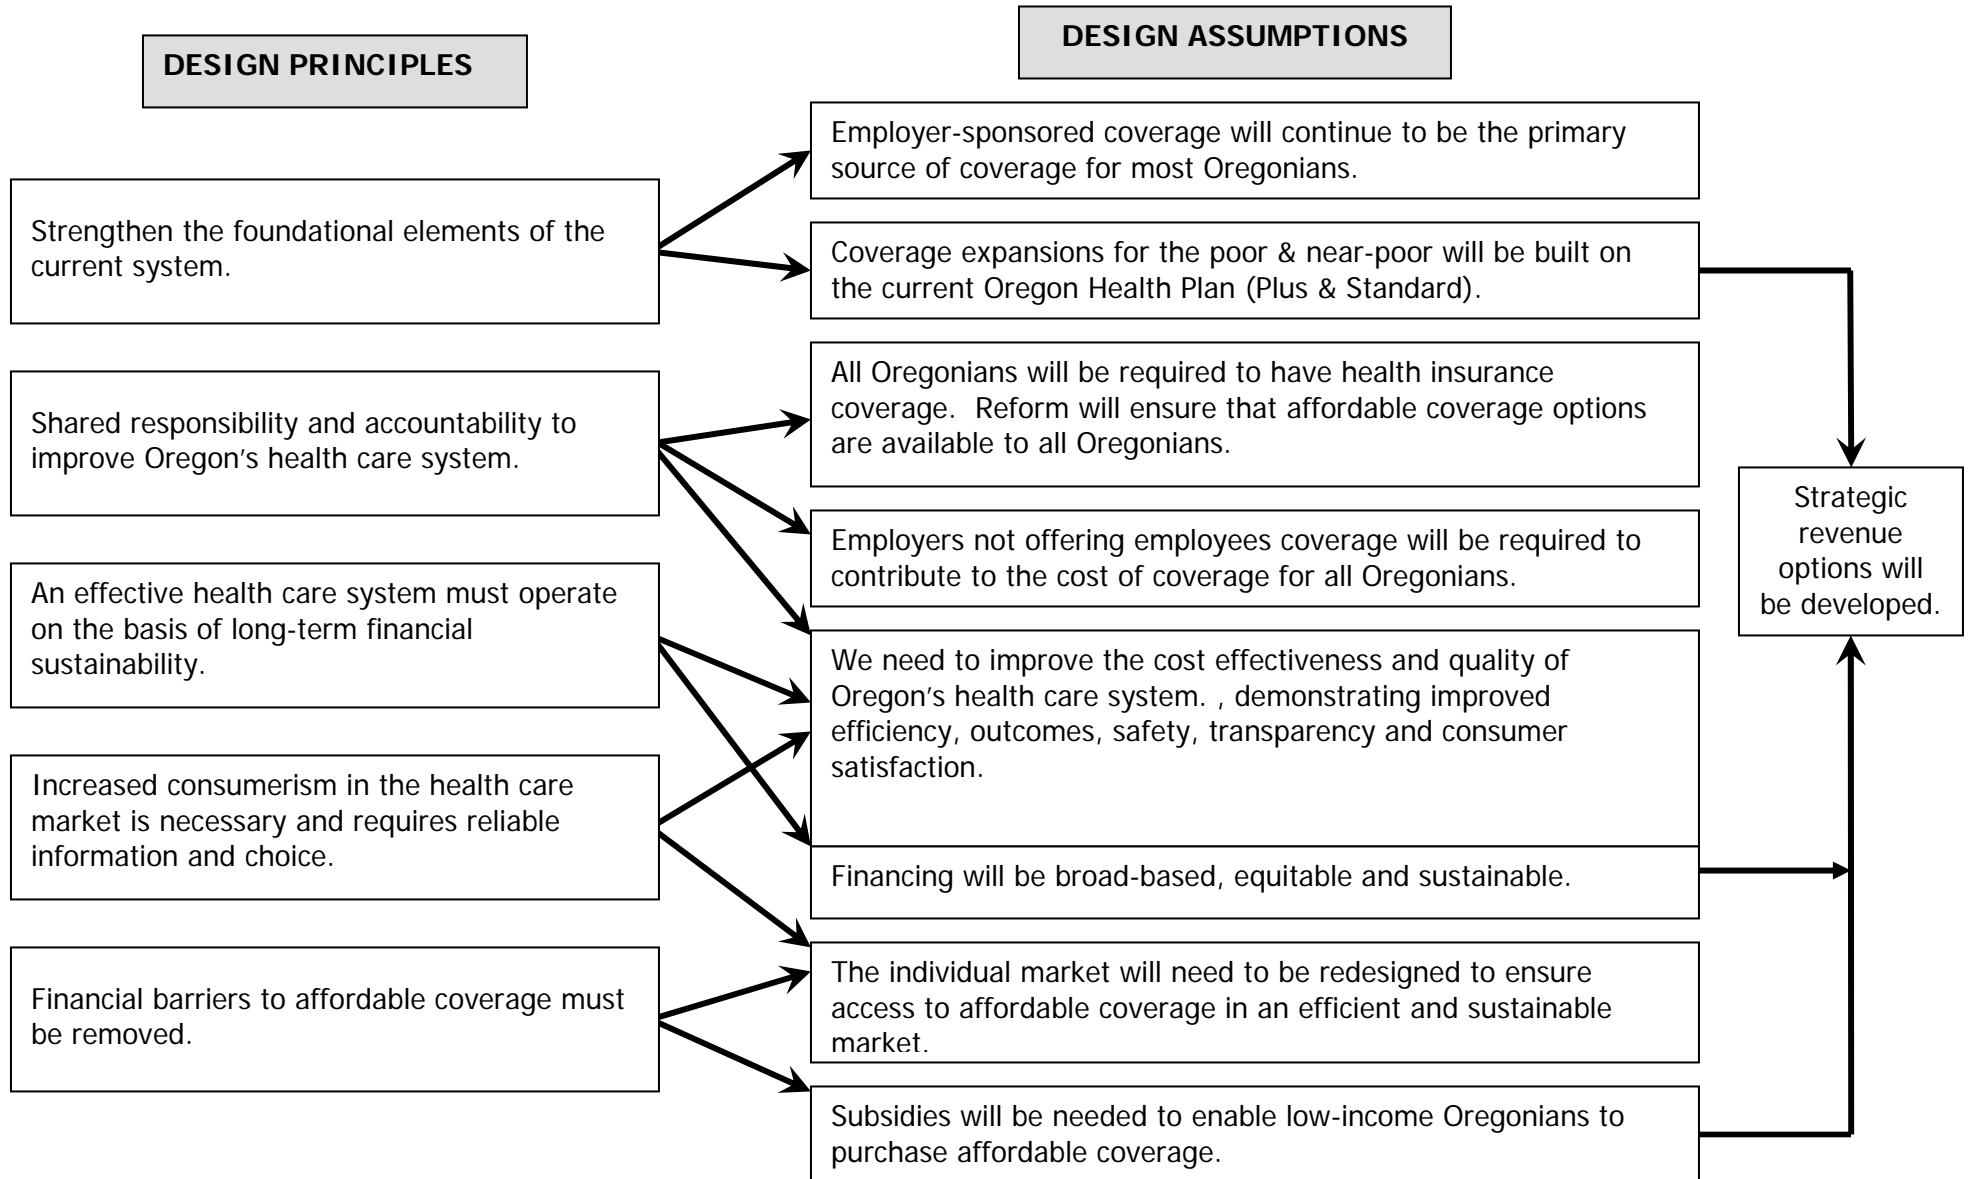 DESIGN PRINCIPLES
DESIGN ASSUMPTIONS
Strengthen the foundational elements of the
current system.
Shared responsibility and accountability to
improve Oregon's health care system.
An effective health care system must operate
on the basis of long-term financial
sustainability.
Increased consumerism in the health care
market is necessary and requires reliable
information and choice.
Financial barriers to affordable coverage must
be removed.
Employer-sponsored coverage will continue to be the primary
source of coverage for most Oregonians.
Coverage expansions for the poor & near-poor will be built on
the current Oregon Health Plan (Plus & Standard).
All Oregonians will be required to have health insurance
coverage.  Reform will ensure that affordable coverage options
are available to all Oregonians.
Employers not offering employees coverage will be required to
contribute to the cost of coverage for all Oregonians.
We need to improve the cost effectiveness and quality of
Oregon's health care system. , demonstrating improved
efficiency, outcomes, safety, transparency and consumer
satisfaction.
Financing will be broad-based, equitable and sustainable.
The individual market will need to be redesigned to ensure
access to affordable coverage in an efficient and sustainable
market.
Subsidies will be needed to enable low-income Oregonians to
purchase affordable coverage.
Strategic
revenue
options will
be developed.